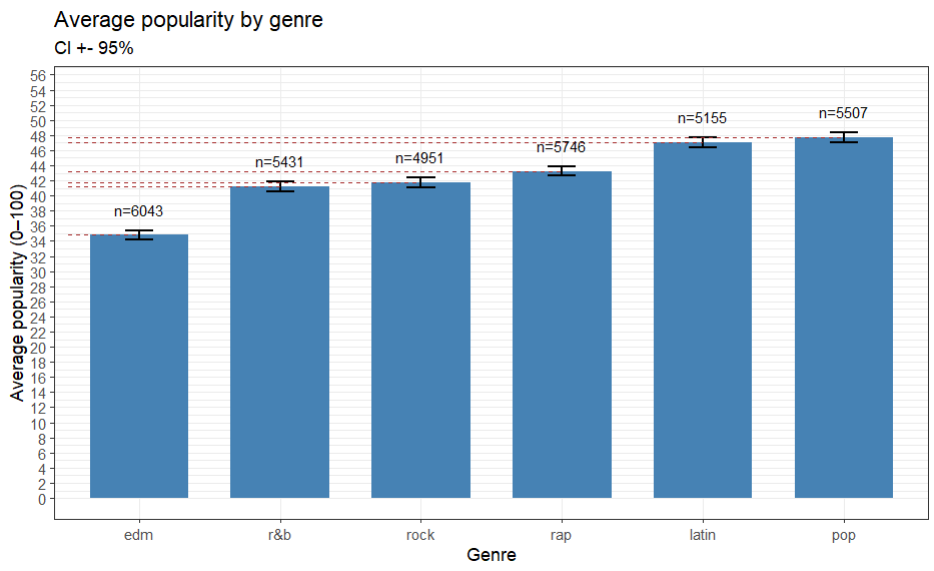 Average popularity by genre
CI +- 95%
Average popularity (0–100)
56
54
52
50
48
46
44
42
40
38
36
34
32
30
28
26
24
22
20
18
16
14
12
10
8
6
4
2
0
n=6043
n=5431
n=4951
n=5746
n=5155
n=5507
edm
r&b
rock
rap
latin
pop
Genre